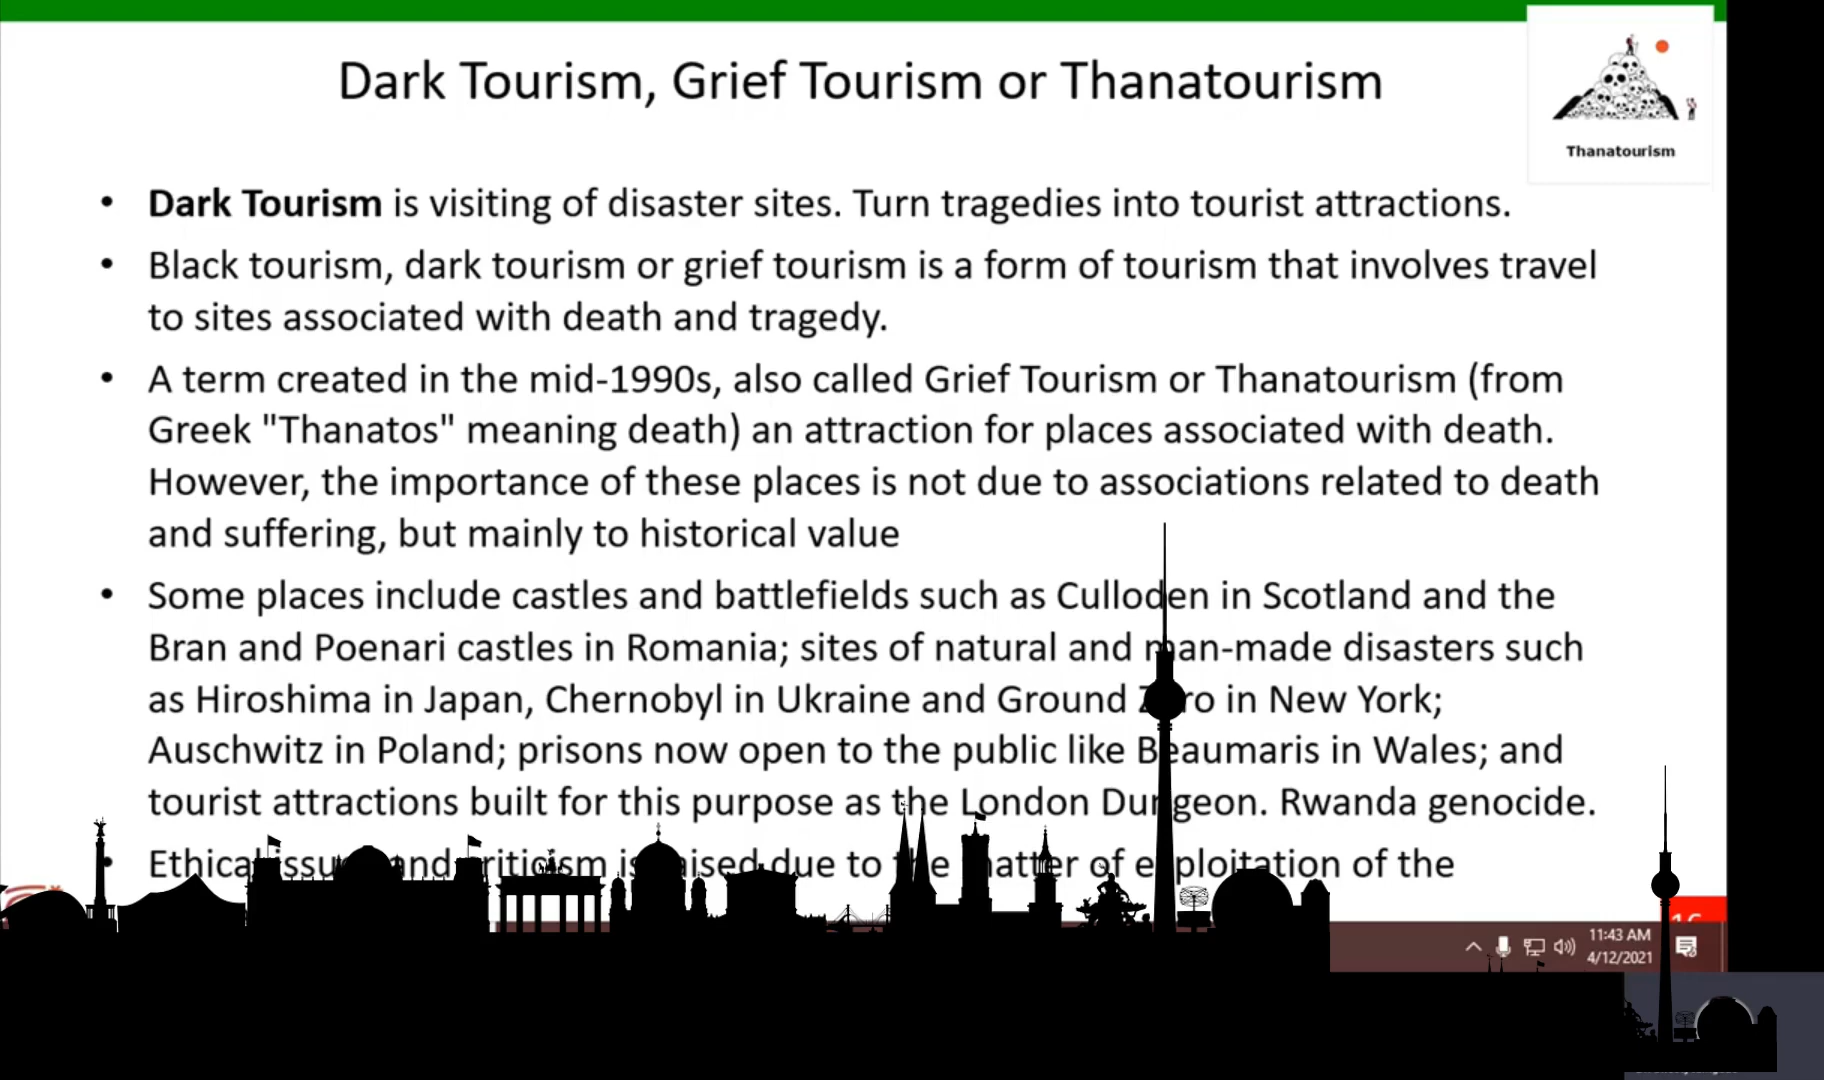 Dark Tourism, Grief Tourism or Thanatourism
Thanatourism
• Dark Tourism is visiting of disaster sites. Turn tragedies into tourist attractions.
• Black tourism, dark tourism or grief tourism is a form of tourism that involves travel
to sites associated with death and tragedy.
• A term created in the mid-1990s, also called Grief Tourism or Thanatourism (from
Greek "Thanatos" meaning death) an attraction for places associated with death.
However, the importance of these places is not due to associations related to death
and suffering, but mainly to historical value
• Some places include castles and battlefields such as Culloden in Scotland and the
Bran and Poenari castles in Romania; sites of natural and man-made disasters such
as Hiroshima in Japan, Chernobyl in Ukraine and Ground Zero in New York;
Auschwitz in Poland; prisons now open to the public like Beaumaris in Wales; and
tourist attractions built for this purpose as the London Dungeon. Rwanda genocide.
• Ethical issues and criticism is raised due to the matter of exploitation of the
11:43 AM
4/12/2021